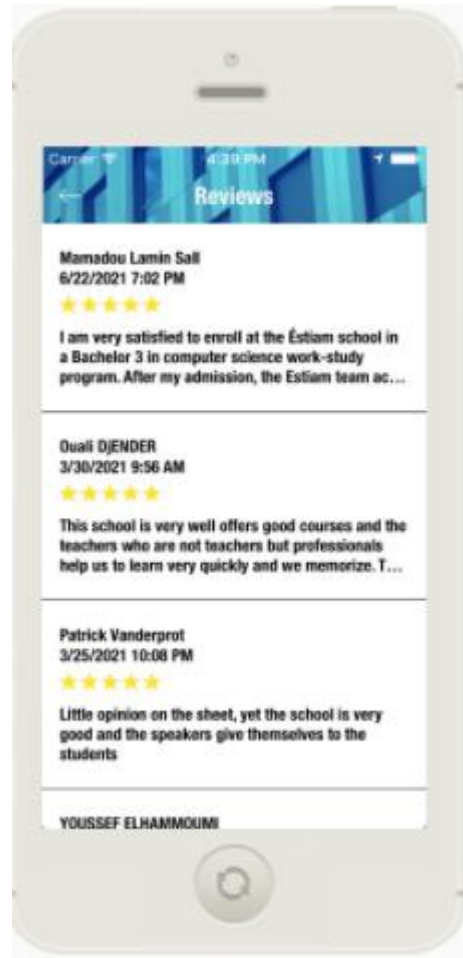 Carrier 4:39 PM
Reviews
Mamadou Lamin Sall
6/22/2021 7:02 PM
I am very satisfied to enroll at the Éstiam school in
a Bachelor 3 in computer science work-study
program. After my admission, the Estiam team ac...
Ouali DjENDER
3/30/2021 9:56 AM
This school is very well offers good courses and the
teachers who are not teachers but professionals
help us to learn very quickly and we memorize. T...
Patrick Vanderprot
3/25/2021 10:08 PM
Little opinion on the sheet, yet the school is very
good and the speakers give themselves to the
students
YOUSSEF ELHAMMOUMI